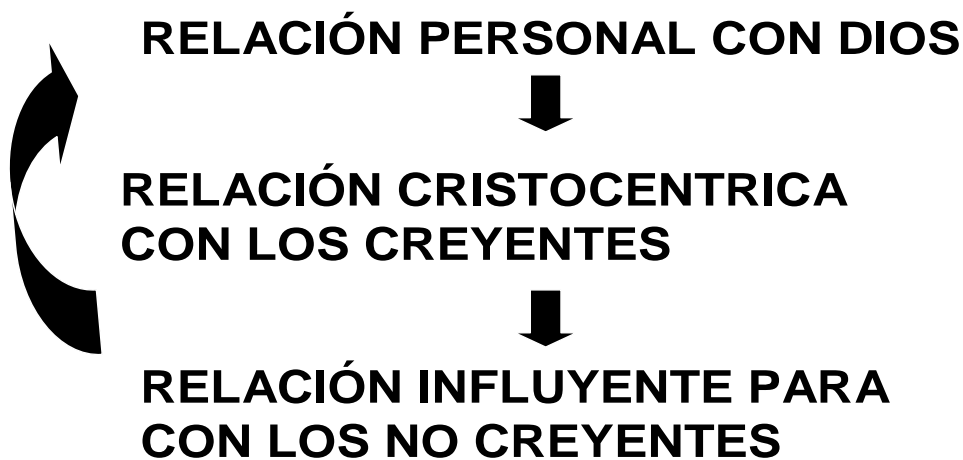 RELACIÓN PERSONAL CON DIOS
RELACIÓN CRISTOCENTRICA
CON LOS CREYENTES
RELACIÓN INFLUYENTE PARA
CON LOS NO CREYENTES